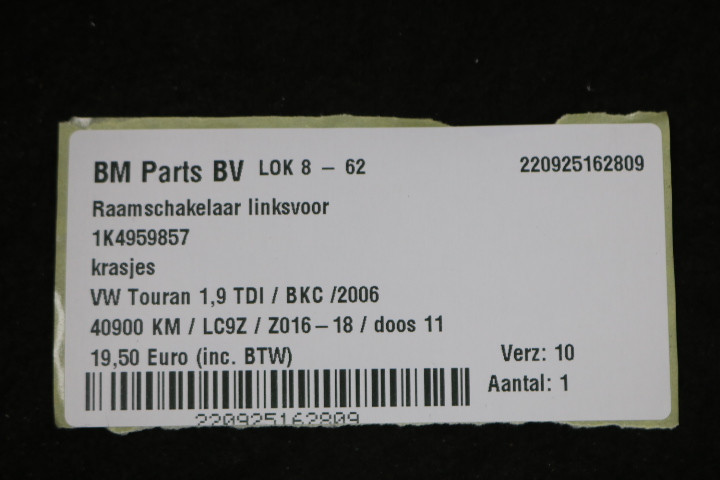 BM Parts BV LOK 8 - 62 220925162809
Raamschakelaar linksvoor
1K4959857
krasjes
VW Touran 1,9 TDI / BKC /2006
40900 KM / LC9Z / Z016-18 / doos 11
19,50 Euro (inc. BTW) Verz: 10
Aantal: 1
220925162809